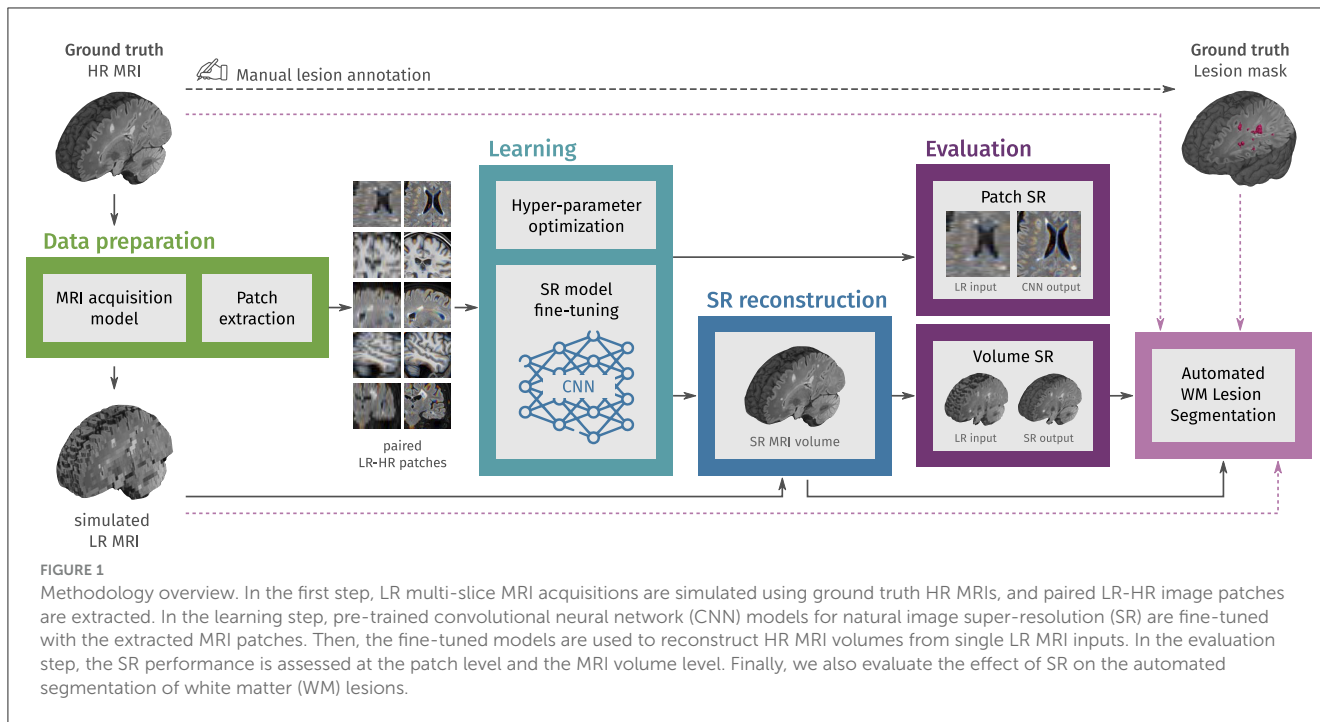 Ground truth
HR MRI
Manual lesion annotation
Ground truth
Lesion mask
Data preparation
MRI acquisition
model
Patch
extraction
simulated
LR MRI
paired
LR-HR patches
Learning
Hyper-parameter
optimization
SR model
fine-tuning
CNN
SR reconstruction
SR MRI volume
Evaluation
Patch SR
LR input
CNN output
Volume SR
LR input
SR output
Automated
WM Lesion
Segmentation
FIGURE 1
Methodology overview. In the first step, LR multi-slice MRI acquisitions are simulated using ground truth HR MRIs, and paired LR-HR image patches
are extracted. In the learning step, pre-trained convolutional neural network (CNN) models for natural image super-resolution (SR) are fine-tuned
with the extracted MRI patches. Then, the fine-tuned models are used to reconstruct HR MRI volumes from single LR MRI inputs. In the evaluation
step, the SR performance is assessed at the patch level and the MRI volume level. Finally, we also evaluate the effect of SR on the automated
segmentation of white matter (WM) lesions.